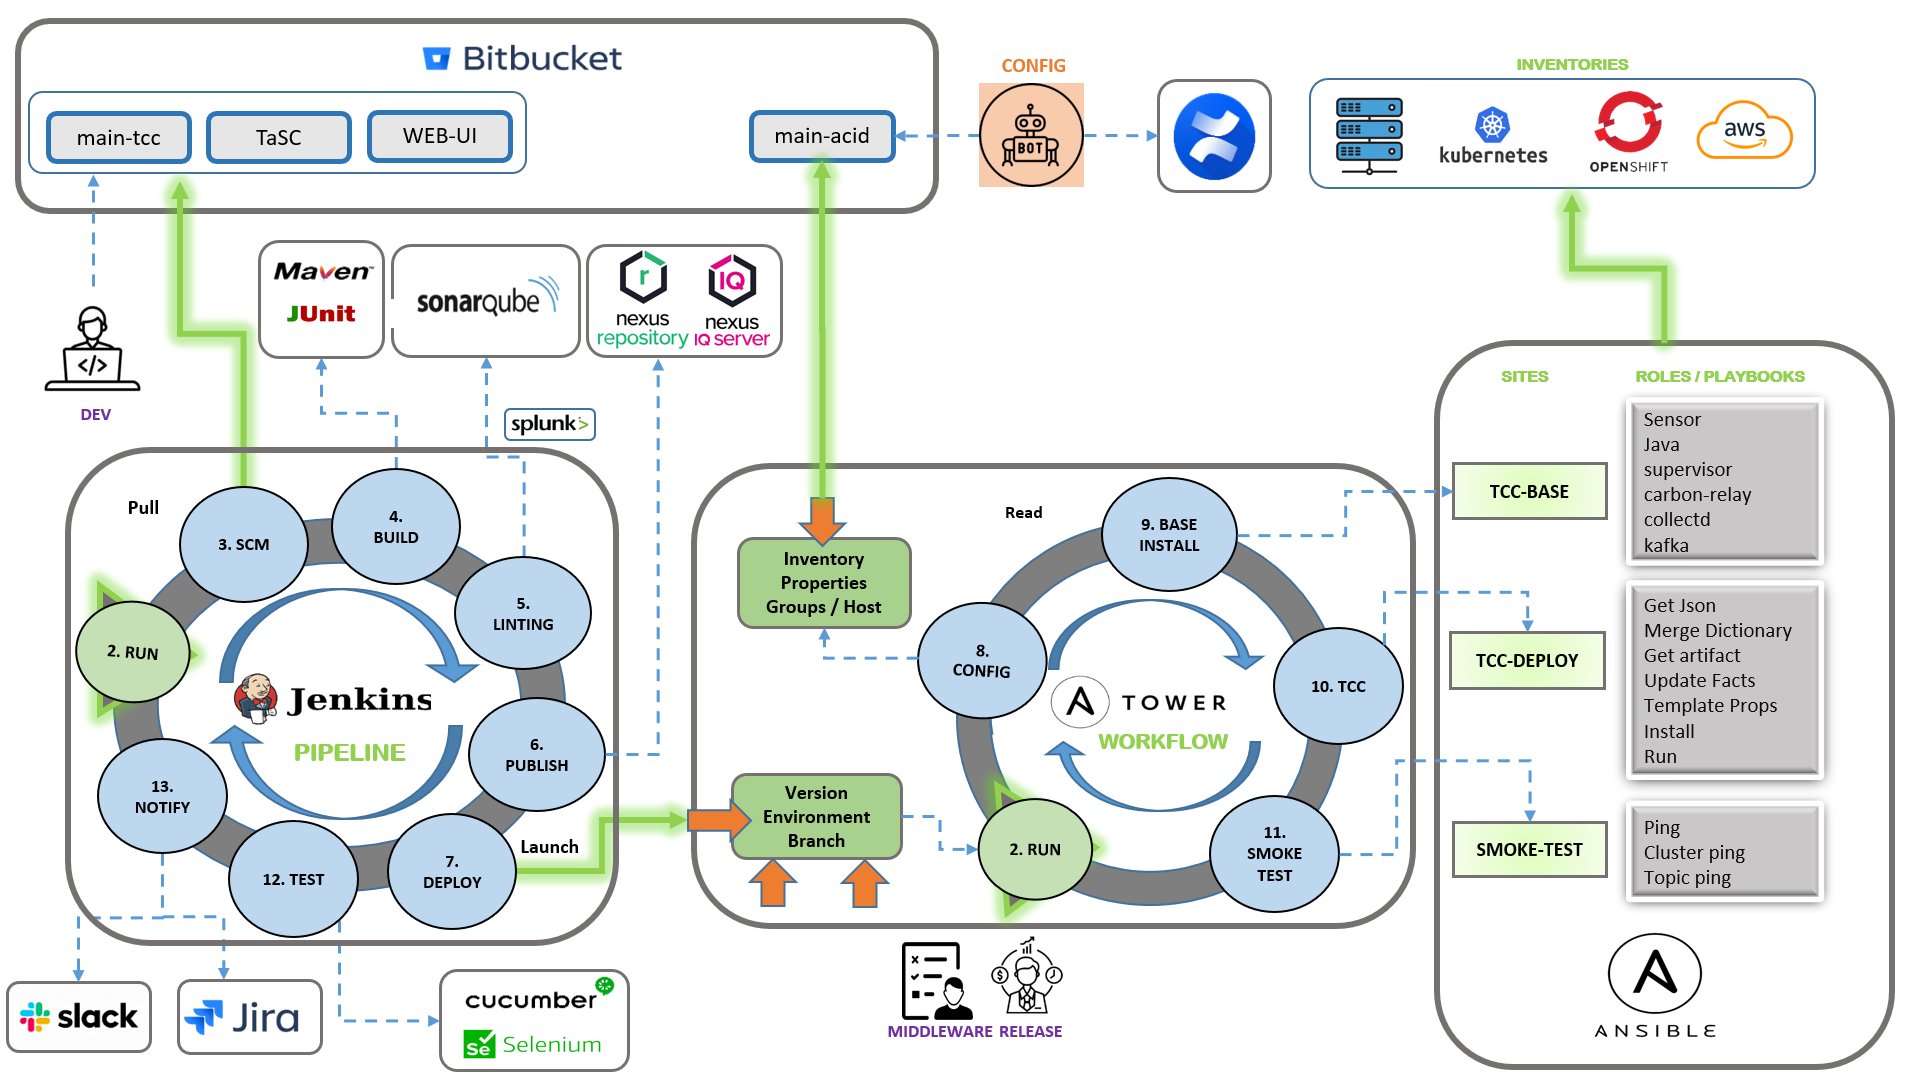 Bitbucket
main-tcc
TaSC
WEB-UI
main-acid
CONFIG
BOT
INVENTORIES
kubernetes
OPENSHIFT
aws
Maven™
JUnit
sonarqube
r
nexus
repository
IQ
nexus
IQ server
</>
DEV
splunk>
Pull
3. SCM
4.
BUILD
5.
LINTING
2. RUN
Jenkins
PIPELINE
6.
PUBLISH
13.
NOTIFY
12. TEST
7.
DEPLOY
Launch
slack
Jira
cucumber
Se Selenium
Read
Inventory
Properties
Groups / Host
9. BASE
INSTALL
8.
CONFIG
10. TCC
A TOWER
WORKFLOW
Version
Environment
Branch
2. RUN
11.
SMOKE
TEST
MIDDLEWARE RELEASE
SITES
ROLES / PLAYBOOKS
TCC-BASE
Sensor
Java
supervisor
carbon-relay
collectd
kafka
TCC-DEPLOY
Get Json
Merge Dictionary
Get artifact
Update Facts
Template Props
Install
Run
SMOKE-TEST
Ping
Cluster ping
Topic ping
A
ANSIBLE